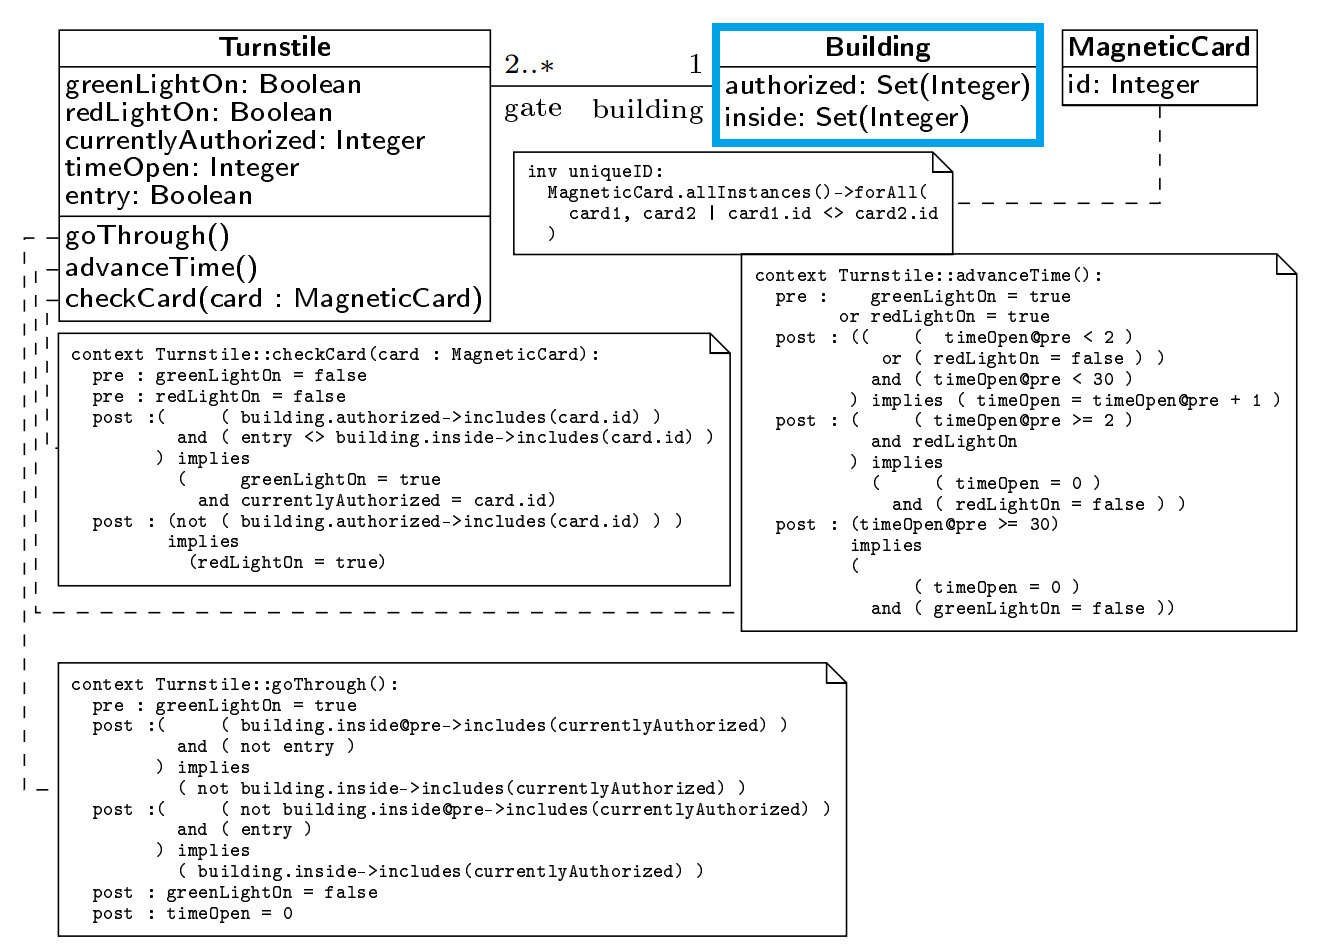 Turnstile
greenLightOn: Boolean
redLightOn: Boolean
currentlyAuthorized: Integer
timeOpen: Integer
entry: Boolean
goThrough()
advanceTime()
checkCard(card : MagneticCard)
2..*
1
gate
building
Building
authorized: Set(Integer)
inside: Set(Integer)
MagneticCard
id: Integer
inv uniqueID:
MagneticCard.allInstances()->forAll(
card1, card2 | card1.id <> card2.id
)
context Turnstile::advanceTime():
pre : greenLightOn = true
or redLightOn = true
post : (( ( timeOpen@pre < 2 )
or ( redLightOn = false ) )
and ( timeOpen@pre < 30 )
) implies ( timeOpen = timeOpen@pre + 1 )
post : ( ( timeOpen@pre >= 2 )
and redLightOn
) implies
( ( timeOpen = 0 )
and ( redLightOn = false ) )
post : (timeOpen@pre >= 30)
implies
(
( timeOpen = 0 )
and ( greenLightOn = false ))
context Turnstile::checkCard(card : MagneticCard):
pre : greenLightOn = false
pre : redLightOn = false
post :( ( building.authorized->includes(card.id) )
and ( entry <> building.inside->includes(card.id) )
) implies
( greenLightOn = true
and currentlyAuthorized = card.id)
post : (not ( building.authorized->includes(card.id) ) )
implies
(redLightOn = true)
context Turnstile::goThrough():
pre : greenLightOn = true
post :( ( building.inside@pre->includes(currentlyAuthorized) )
and ( not entry )
) implies
( not building.inside->includes(currentlyAuthorized) )
post :( ( not building.inside@pre->includes(currentlyAuthorized) )
and ( entry )
) implies
( building.inside->includes(currentlyAuthorized) )
post : greenLightOn = false
post : timeOpen = 0